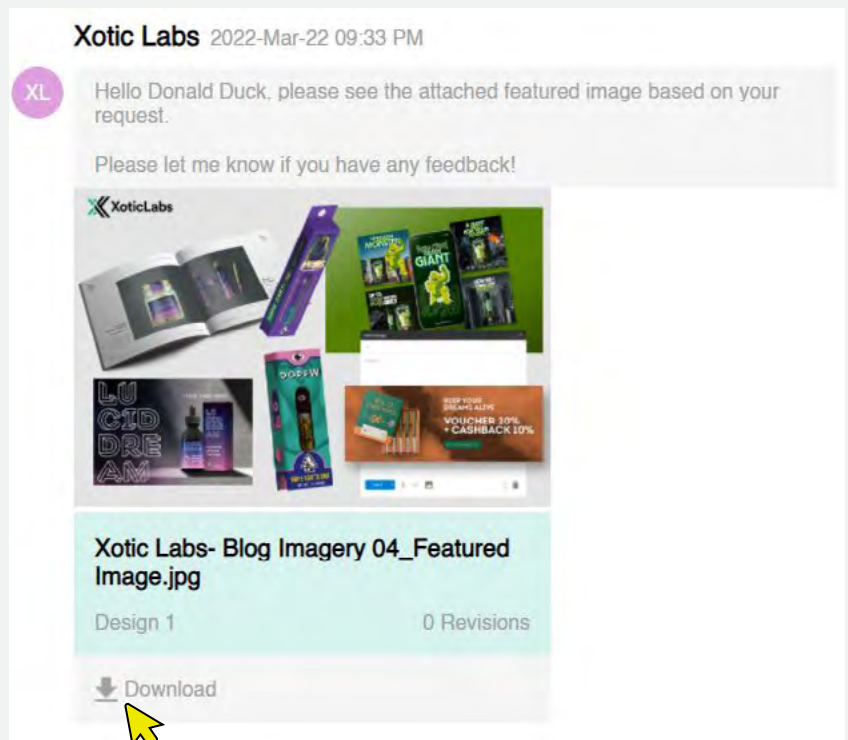 Xotic Labs 2022-Mar-22 09:33 PM
XL
Hello Donald Duck, please see the attached featured image based on your
request.
Please let me know if you have any feedback!
XoticLabs
MONSTER
GIANT
DOPEW
LU
CID
DRE
AM
KEEP YOUR
DREAMS ALIVE
VOUCHER 10%
+ CASHBACK 10%
Xotic Labs- Blog Imagery 04_Featured
Image.jpg
Design 1 0 Revisions
Download